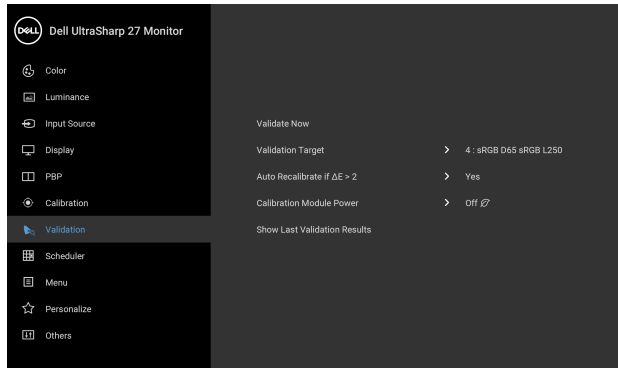 DELL Dell UltraSharp 27 Monitor
Color
Luminance
Input Source
Validate Now
Display
Validation Target
4 : sRGB D65 sRGB L250
PBP
Auto Recalibrate if ΔE > 2
Yes
Calibration
Calibration Module Power
Off
Validation
Show Last Validation Results
Scheduler
Menu
Personalize
Others